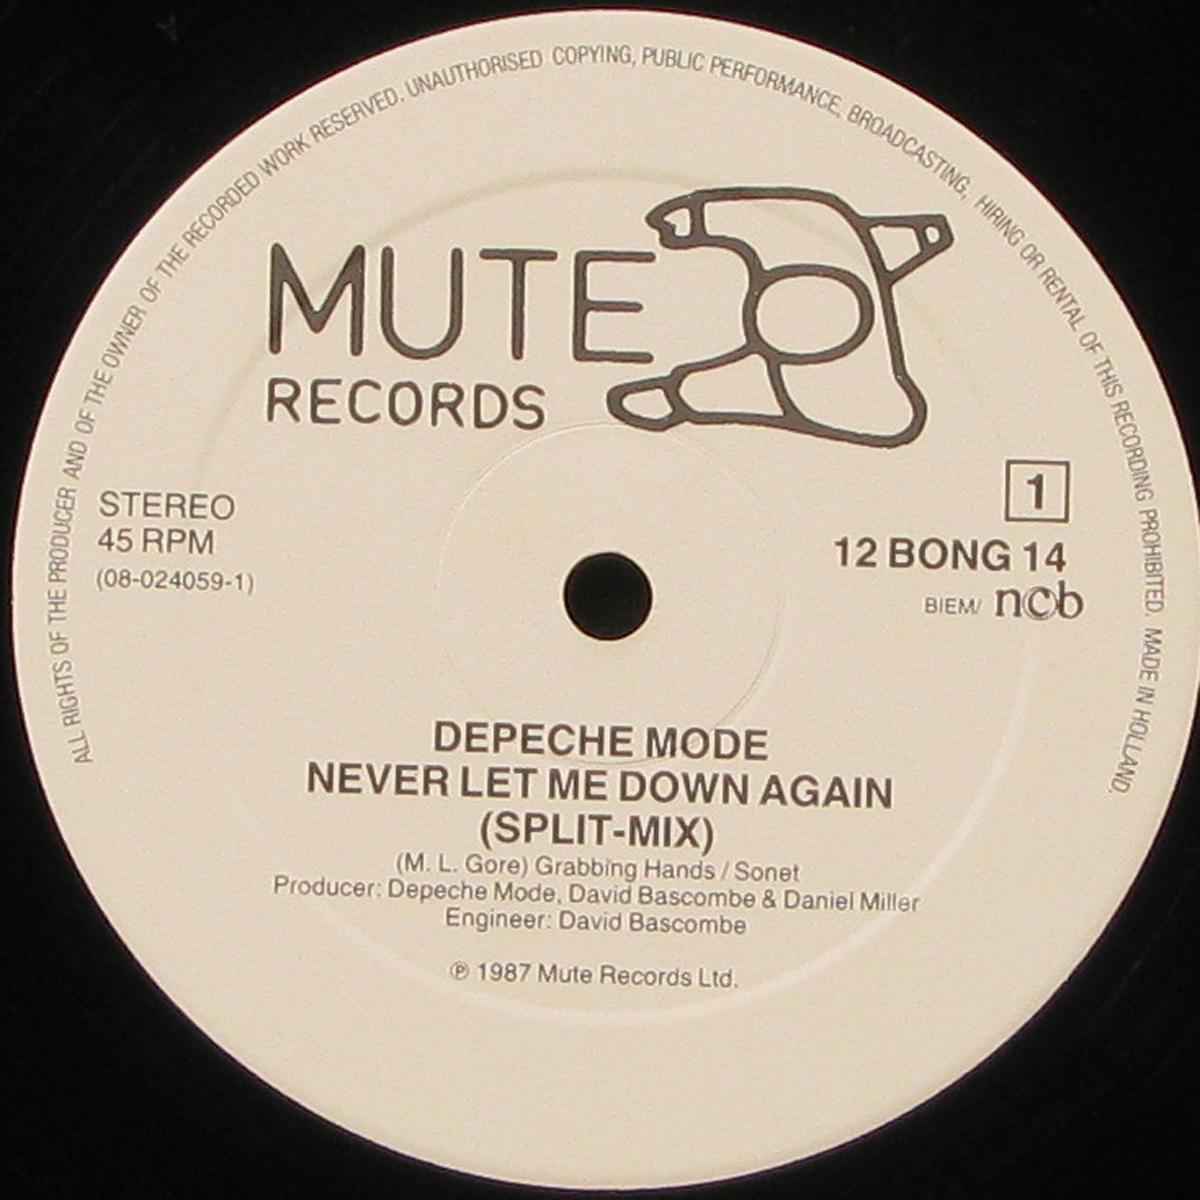 ALL RIGHTS OF THE PRODUCER AND OF THE OWNER OF THE RECORDED WORK RESERVED. UNAUTHORISED COPYING, PUBLIC PERFORMANCE, BROADCASTING, HIRING OR RENTAL OF THIS RECORDING PROHIBITED. MADE IN HOLLAND.
MUTE
RECORDS
STEREO
45 RPM
(08-024059-1)
1
12 BONG 14
BIEM/ ncb
DEPECHE MODE
NEVER LET ME DOWN AGAIN
(SPLIT-MIX)
(M. L. Gore) Grabbing Hands / Sonet
Producer: Depeche Mode, David Bascombe & Daniel Miller
Engineer: David Bascombe
℗ 1987 Mute Records Ltd.